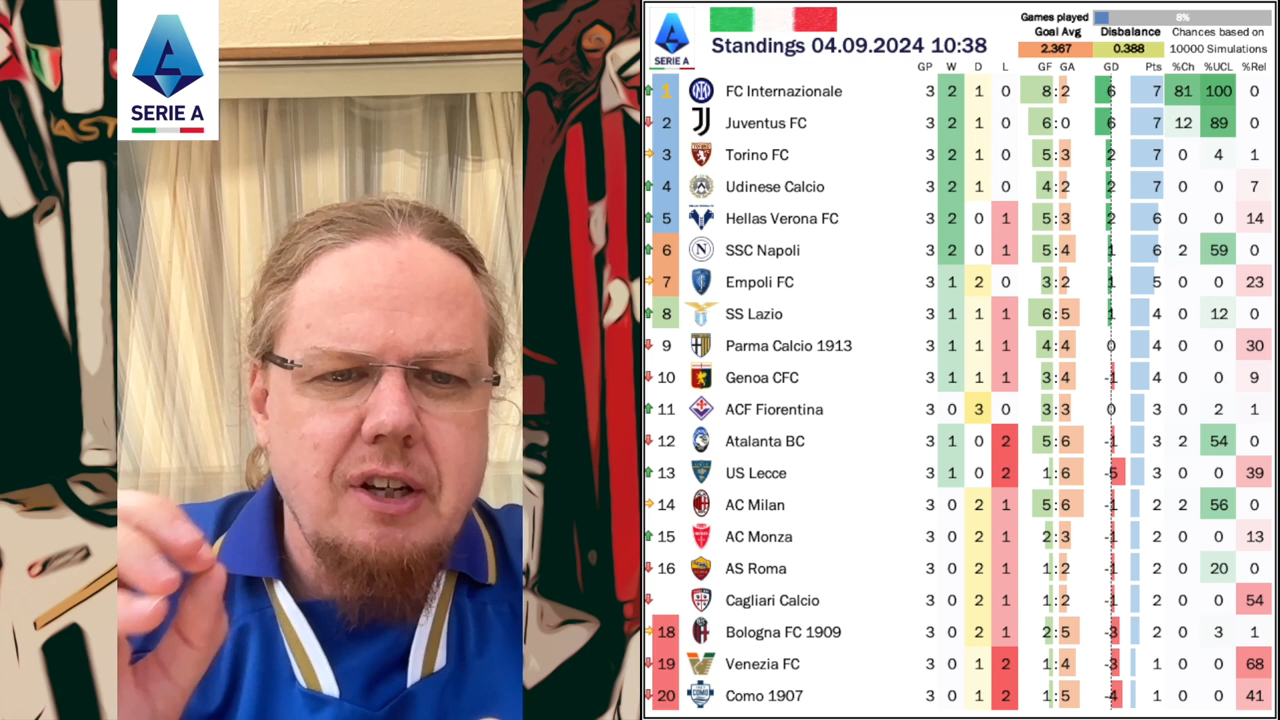 SERIE A
SERIE A
Standings 04.09.2024 10:38
Games played 8%
Goal Avg Disbalance Chances based on
2.367 0.388 10000 Simulations
GP W D L GF GA GD Pts %Ch %UCL %Rel
1 FC Internazionale 3 2 1 0 8:2 6 7 81 100 0
2 Juventus FC 3 2 1 0 6:0 6 7 12 89 0
3 Torino FC 3 2 1 0 5:3 2 7 0 4 1
4 Udinese Calcio 3 2 1 0 4:2 2 7 0 0 7
5 Hellas Verona FC 3 2 0 1 5:3 2 6 0 0 14
6 N SSC Napoli 3 2 0 1 5:4 1 6 2 59 0
7 Empoli FC 3 1 2 0 3:2 1 5 0 0 23
8 SS Lazio 3 1 1 1 6:5 1 4 0 12 0
9 Parma Calcio 1913 3 1 1 1 4:4 0 4 0 0 30
10 Genoa CFC 3 1 1 1 3:4 -1 4 0 0 9
11 ACF Fiorentina 3 0 3 0 3:3 0 3 0 2 1
12 Atalanta BC 3 1 0 2 5:6 -1 3 2 54 0
13 US Lecce 3 1 0 2 1:6 -5 3 0 0 39
14 AC Milan 3 0 2 1 5:6 -1 2 2 56 0
15 AC Monza 3 0 2 1 2:3 -1 2 0 0 13
16 AS Roma 3 0 2 1 1:2 -1 2 0 20 0
Cagliari Calcio 3 0 2 1 1:2 -1 2 0 0 54
18 Bologna FC 1909 3 0 2 1 2:5 -3 2 0 3 1
19 Venezia FC 3 0 1 2 1:4 -3 1 0 0 68
20 COMO Como 1907 3 0 1 2 1:5 -4 1 0 0 41